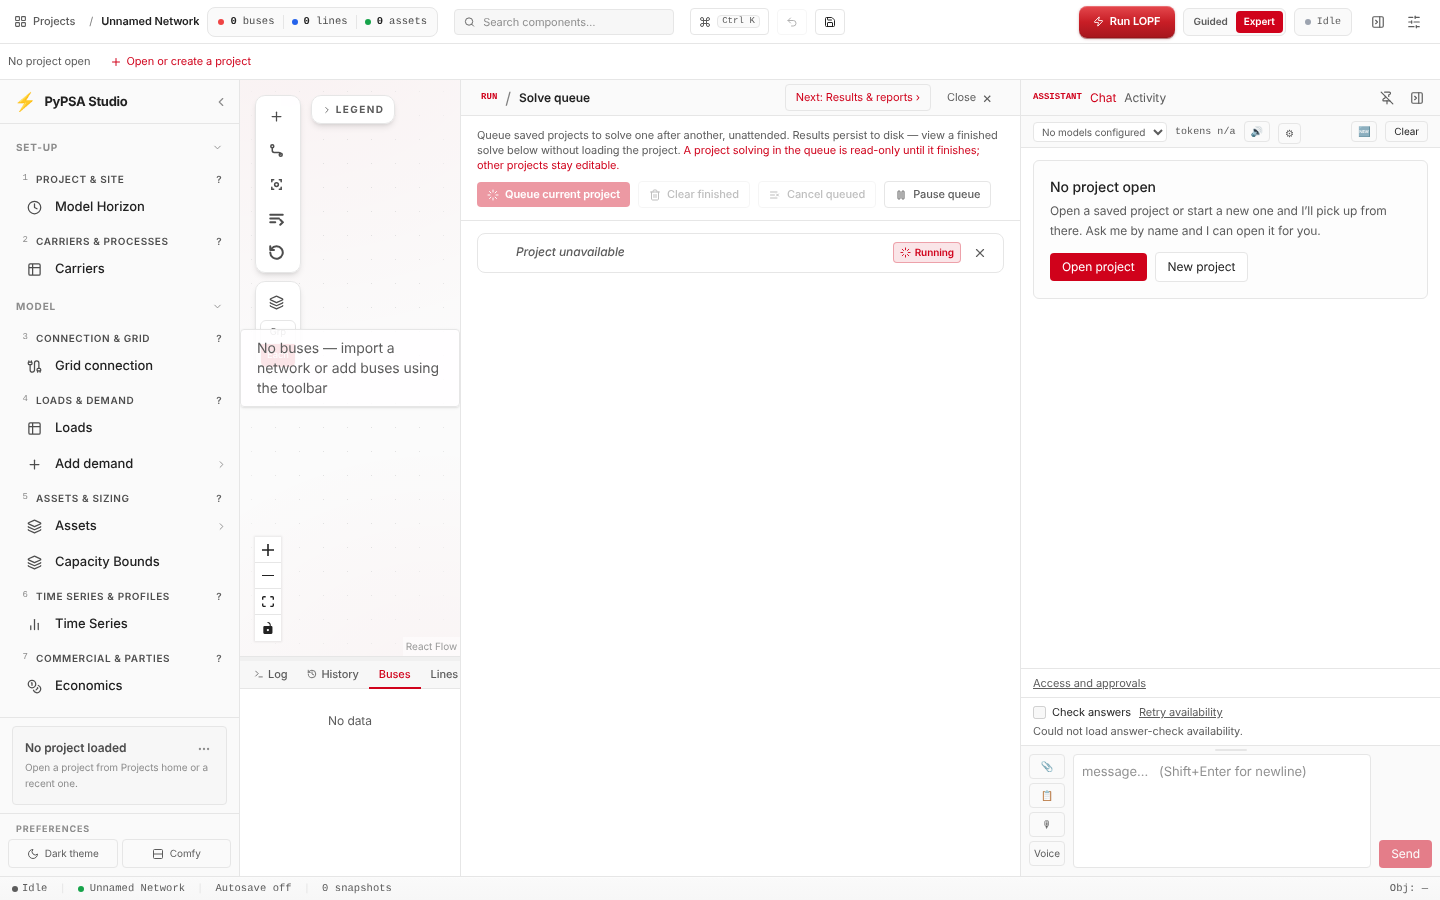 Projects / Unnamed Network
0 buses 0 lines 0 assets
Search components...
⌘ Ctrl K
Run LOPF
Guided Expert
Idle
No project open
+ Open or create a project
PyPSA Studio
SET-UP
1 PROJECT & SITE ?
Model Horizon
2 CARRIERS & PROCESSES ?
Carriers
MODEL
3 CONNECTION & GRID ?
Grid connection
4 LOADS & DEMAND ?
Loads
Add demand
5 ASSETS & SIZING ?
Assets
Capacity Bounds
6 TIME SERIES & PROFILES ?
Time Series
7 COMMERCIAL & PARTIES ?
Economics
No project loaded
Open a project from Projects home or a
recent one.
PREFERENCES
Dark theme
Comfy
LEGEND
No buses — import a
network or add buses using
the toolbar
React Flow
Log History Buses Lines
No data
RUN / Solve queue
Next: Results & reports ›
Close ×
Queue saved projects to solve one after another, unattended. Results persist to disk — view a finished
solve below without loading the project. A project solving in the queue is read-only until it finishes;
other projects stay editable.
Queue current project
Clear finished
Cancel queued
Pause queue
Project unavailable
Running
ASSISTANT Chat Activity
No models configured
tokens n/a
Clear
No project open
Open a saved project or start a new one and I'll pick up from
there. Ask me by name and I can open it for you.
Open project
New project
Access and approvals
Check answers Retry availability
Could not load answer-check availability.
message... (Shift+Enter for newline)
Voice
Send
Idle
Unnamed Network
Autosave off
0 snapshots
Obj: —